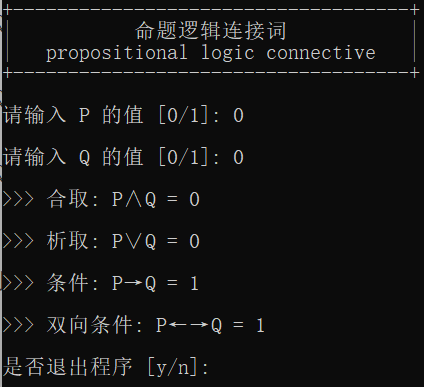 +-------------------------------------+
| 命题逻辑连接词 |
| propositional logic connective |
+-------------------------------------+
请输入 P 的值 [0/1]: 0
请输入 Q 的值 [0/1]: 0
>>> 合取: P∧Q = 0
>>> 析取: P∨Q = 0
>>> 条件: P→Q = 1
>>> 双向条件: P←→Q = 1
是否退出程序 [y/n]: